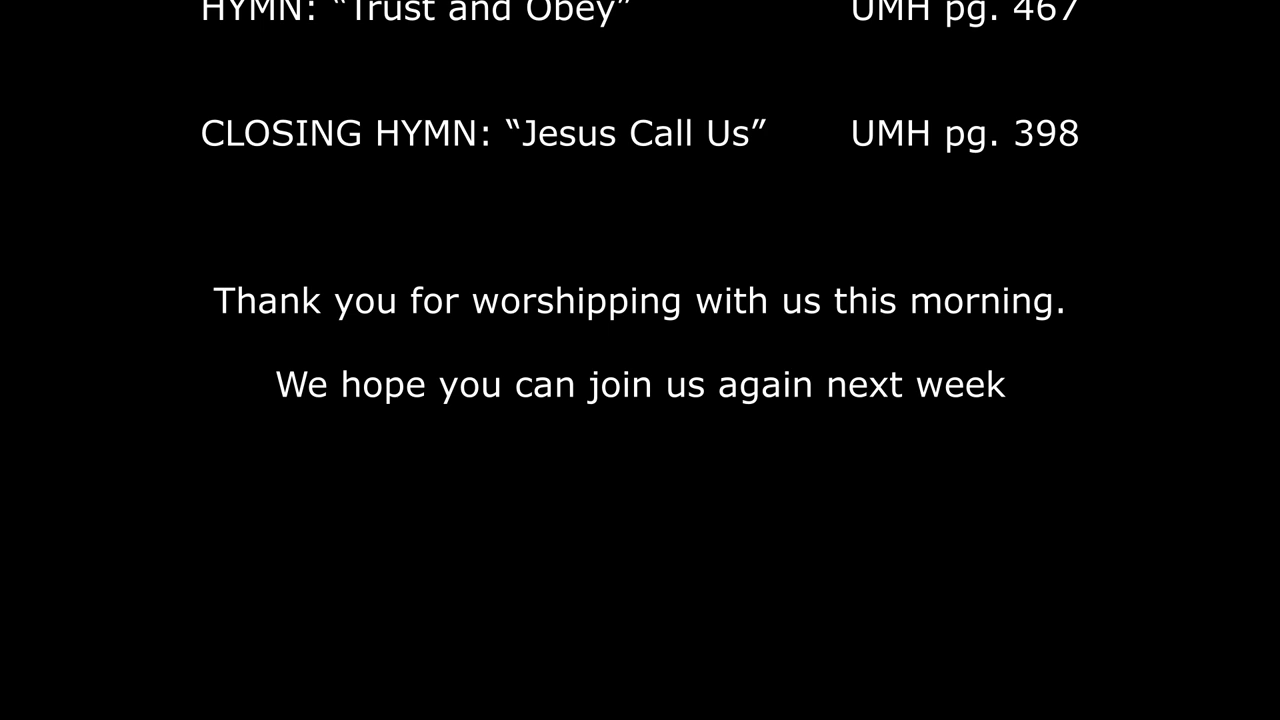 HYMN: “Trust and Obey” UMH pg. 467
CLOSING HYMN: “Jesus Call Us” UMH pg. 398
Thank you for worshipping with us this morning.
We hope you can join us again next week